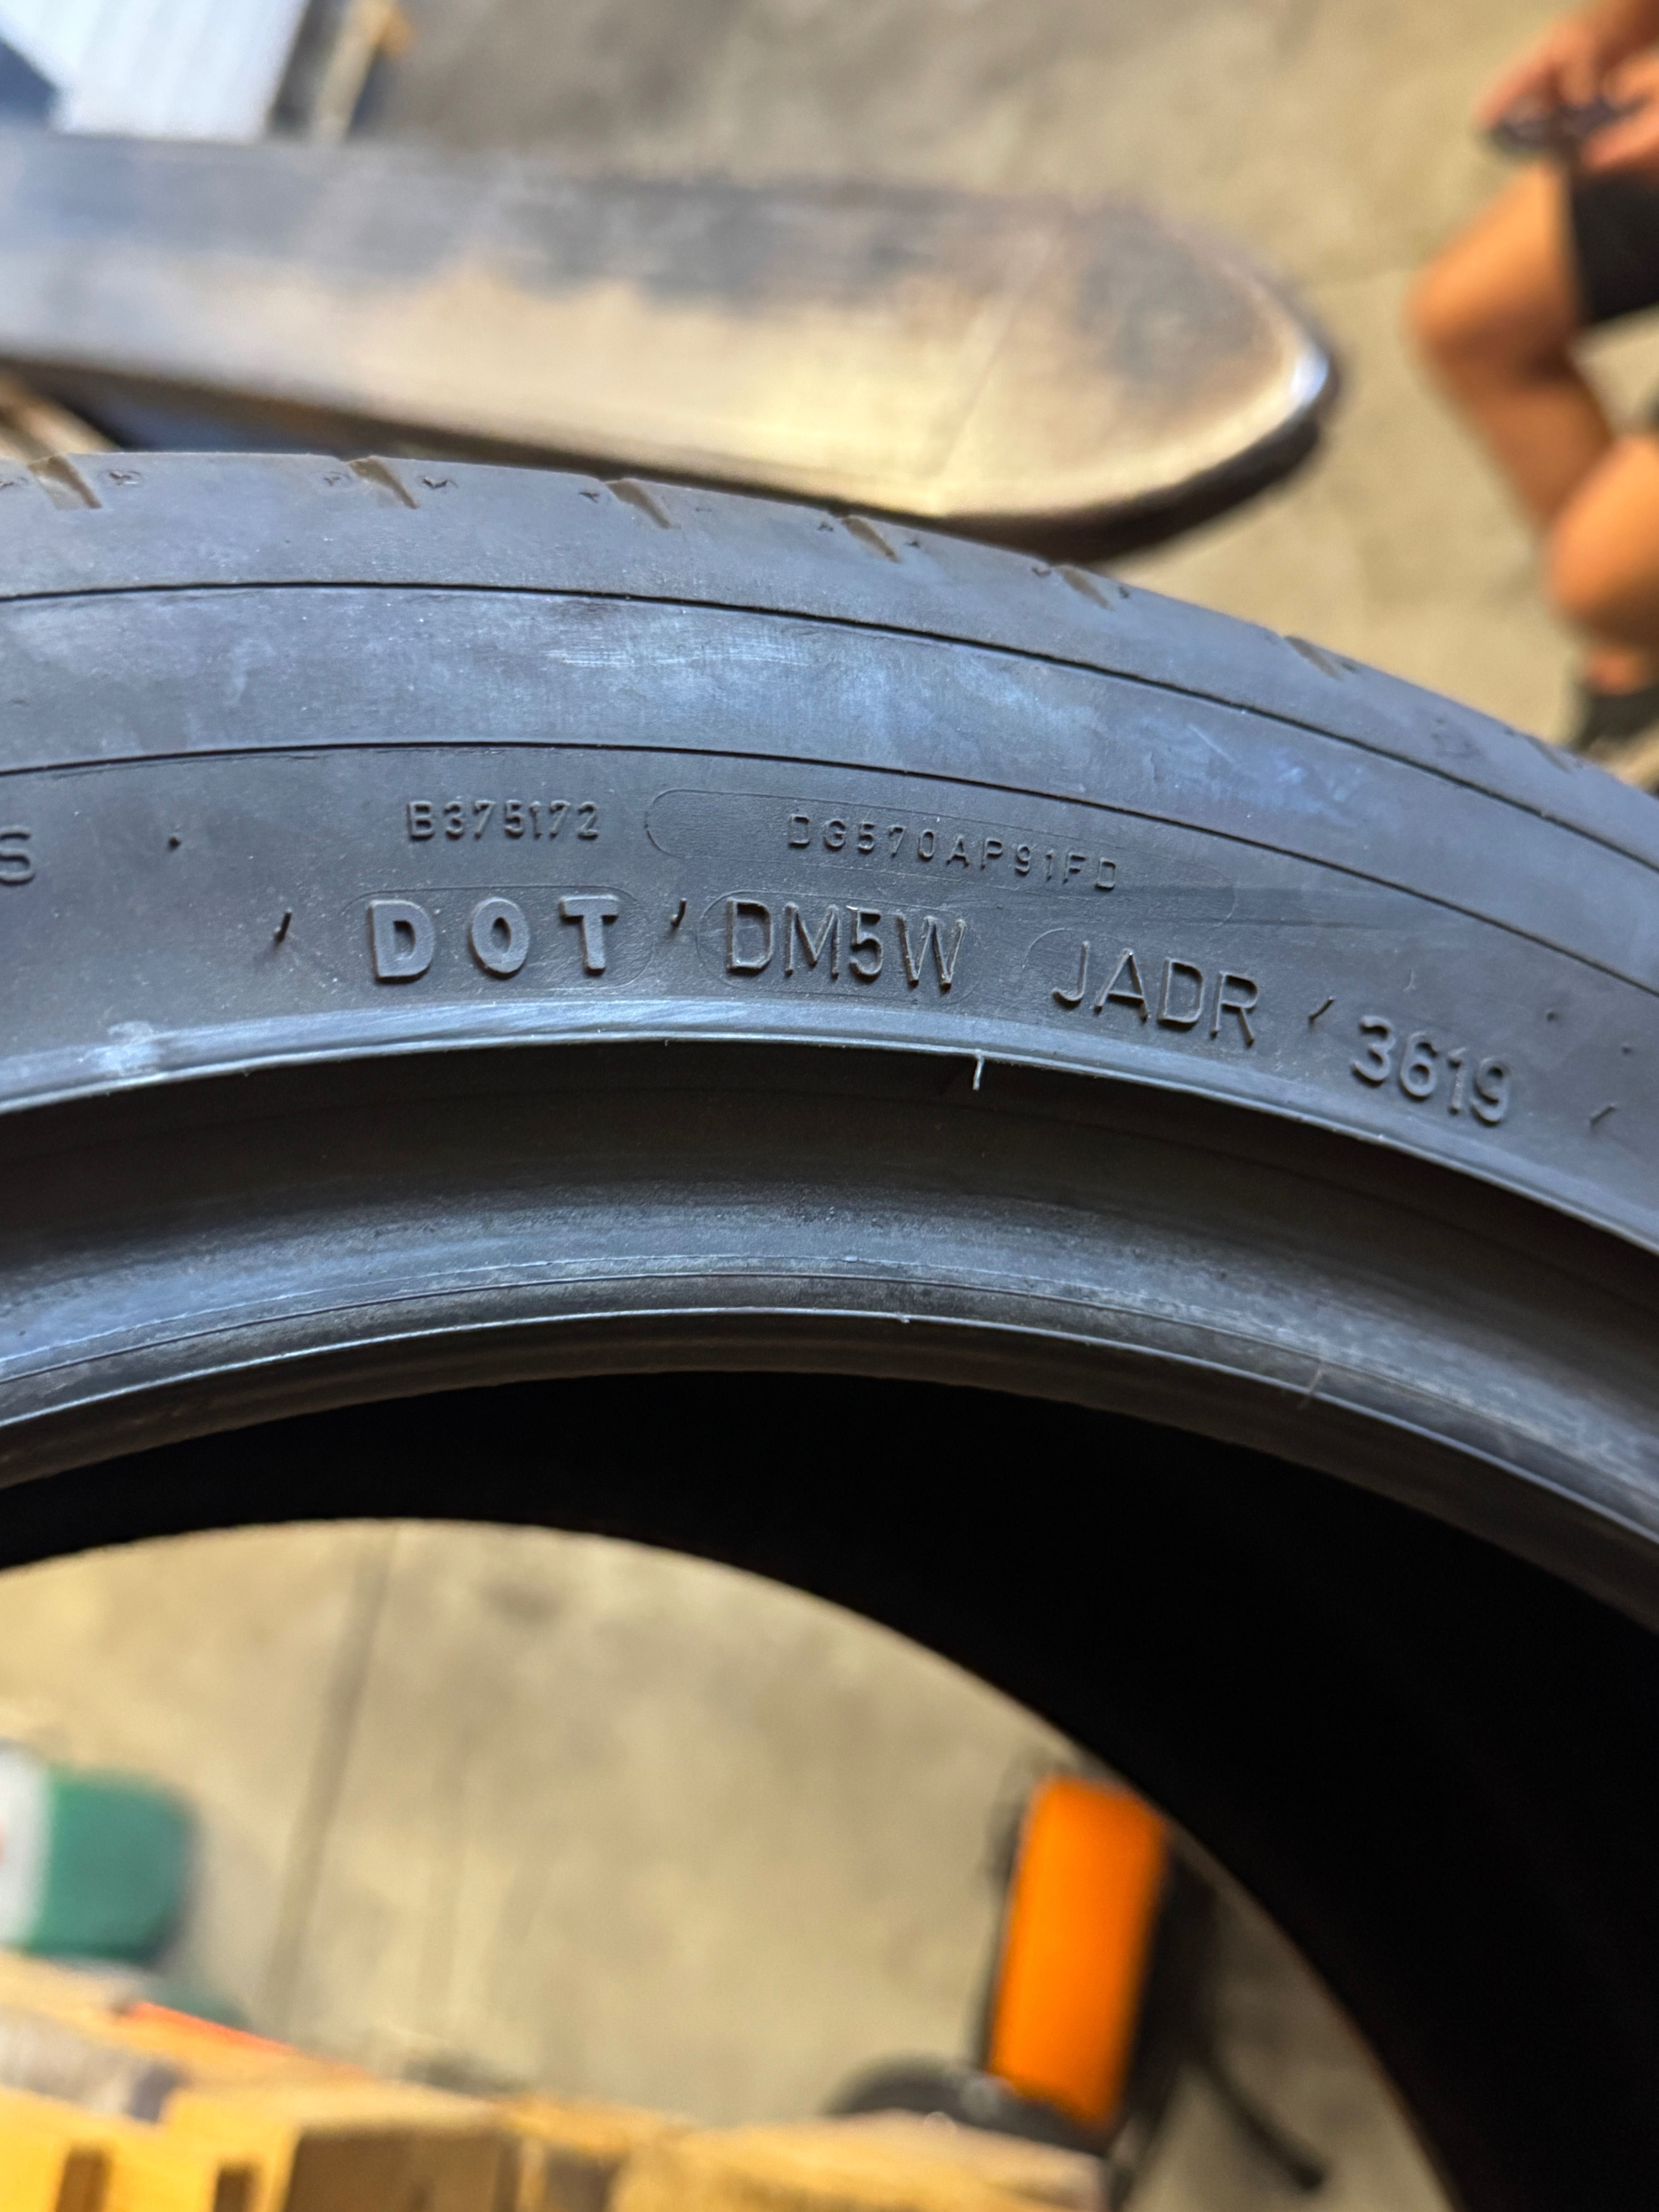 S
B375172
DG570AP91FD
DOT DM5W JADR 3619